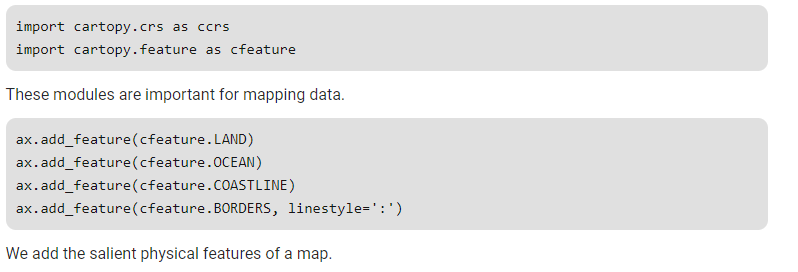 import cartopy.crs as ccrs
import cartopy.feature as cfeature
These modules are important for mapping data.
ax.add_feature(cfeature.LAND)
ax.add_feature(cfeature.OCEAN)
ax.add_feature(cfeature.COASTLINE)
ax.add_feature(cfeature.BORDERS, linestyle=':')
We add the salient physical features of a map.